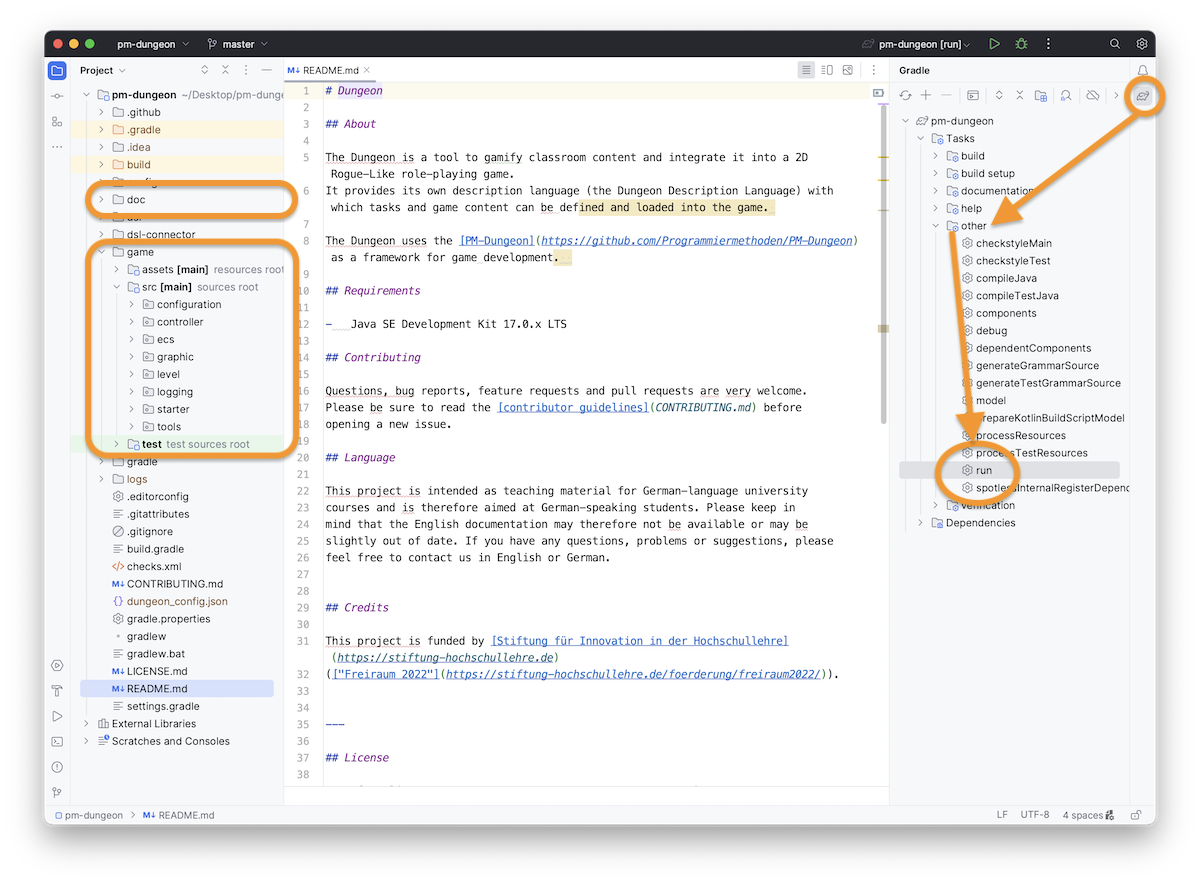 pm-dungeon
master
pm-dungeon [run]
Project
pm-dungeon ~/Desktop/pm-dunge
.github
.gradle
.idea
build
doc
dsl-connector
game
assets [main] resources root
src [main] sources root
configuration
controller
ecs
graphic
level
logging
starter
tools
test test sources root
gradle
logs
.editorconfig
.gitattributes
.gitignore
build.gradle
checks.xml
CONTRIBUTING.md
dungeon_config.json
gradle.properties
gradlew
gradlew.bat
LICENSE.md
README.md
settings.gradle
External Libraries
Scratches and Consoles
README.md
1 # Dungeon
2
3 ## About
4
5 The Dungeon is a tool to gamify classroom content and integrate it into a 2D
Rogue-Like role-playing game.
6 It provides its own description language (the Dungeon Description Language) with
which tasks and game content can be defined and loaded into the game.
7
8 The Dungeon uses the [PM-Dungeon](https://github.com/Programmiermethoden/PM-Dungeon)
as a framework for game development.
9
10 ## Requirements
11
12 - Java SE Development Kit 17.0.x LTS
13
14 ## Contributing
15
16 Questions, bug reports, feature requests and pull requests are very welcome.
17 Please be sure to read the [contributor guidelines](CONTRIBUTING.md) before
18 opening a new issue.
19
20 ## Language
21
22 This project is intended as teaching material for German-language university
23 courses and is therefore aimed at German-speaking students. Please keep in
24 mind that the English documentation may therefore not be available or may be
25 slightly out of date. If you have any questions, problems or suggestions, please
26 feel free to contact us in English or German.
27
28
29 ## Credits
30
31 This project is funded by [Stiftung für Innovation in der Hochschullehre]
(https://stiftung-hochschullehre.de)
32 (["Freiraum 2022"](https://stiftung-hochschullehre.de/foerderung/freiraum2022/)).
33
34
35 ---
36
37 ## License
38
Gradle
pm-dungeon
Tasks
build
build setup
documentation
help
other
checkstyleMain
checkstyleTest
compileJava
compileTestJava
components
debug
dependentComponents
generateGrammarSource
generateTestGrammarSource
model
prepareKotlinBuildScriptModel
processResources
processTestResources
run
spotlessInternalRegisterDepend
verification
Dependencies
pm-dungeon > README.md
LF UTF-8 4 spaces